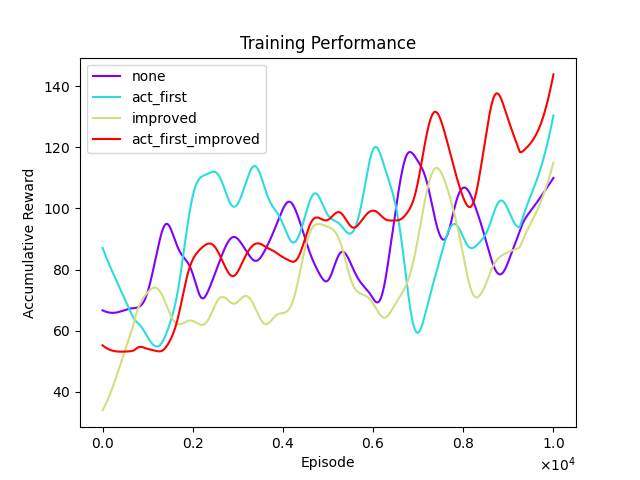 Training Performance
none
act_first
improved
act_first_improved
Accumulative Reward
140
120
100
80
60
40
0.0 0.2 0.4 0.6 0.8 1.0
Episode
×10⁴